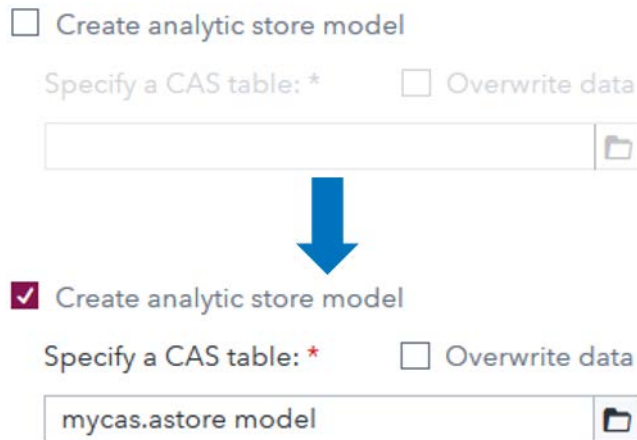 Create analytic store model
Specify a CAS table: * Overwrite data
Create analytic store model
Specify a CAS table: * Overwrite data
mycas.astore model